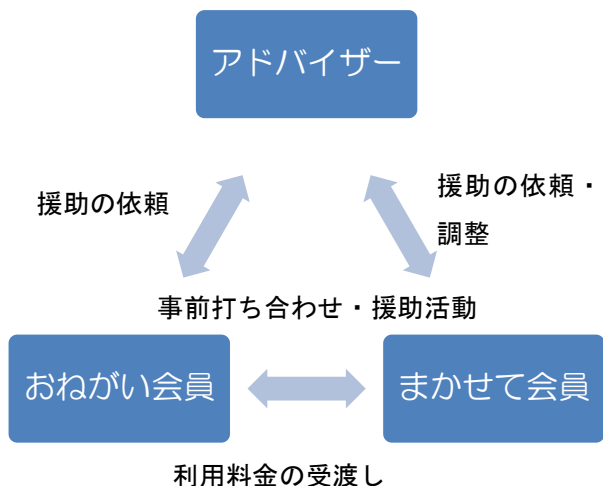 アドバイザー
援助の依頼
援助の依頼・
調整
事前打ち合わせ・援助活動
おねがい会員
まかせて会員
利用料金の受渡し